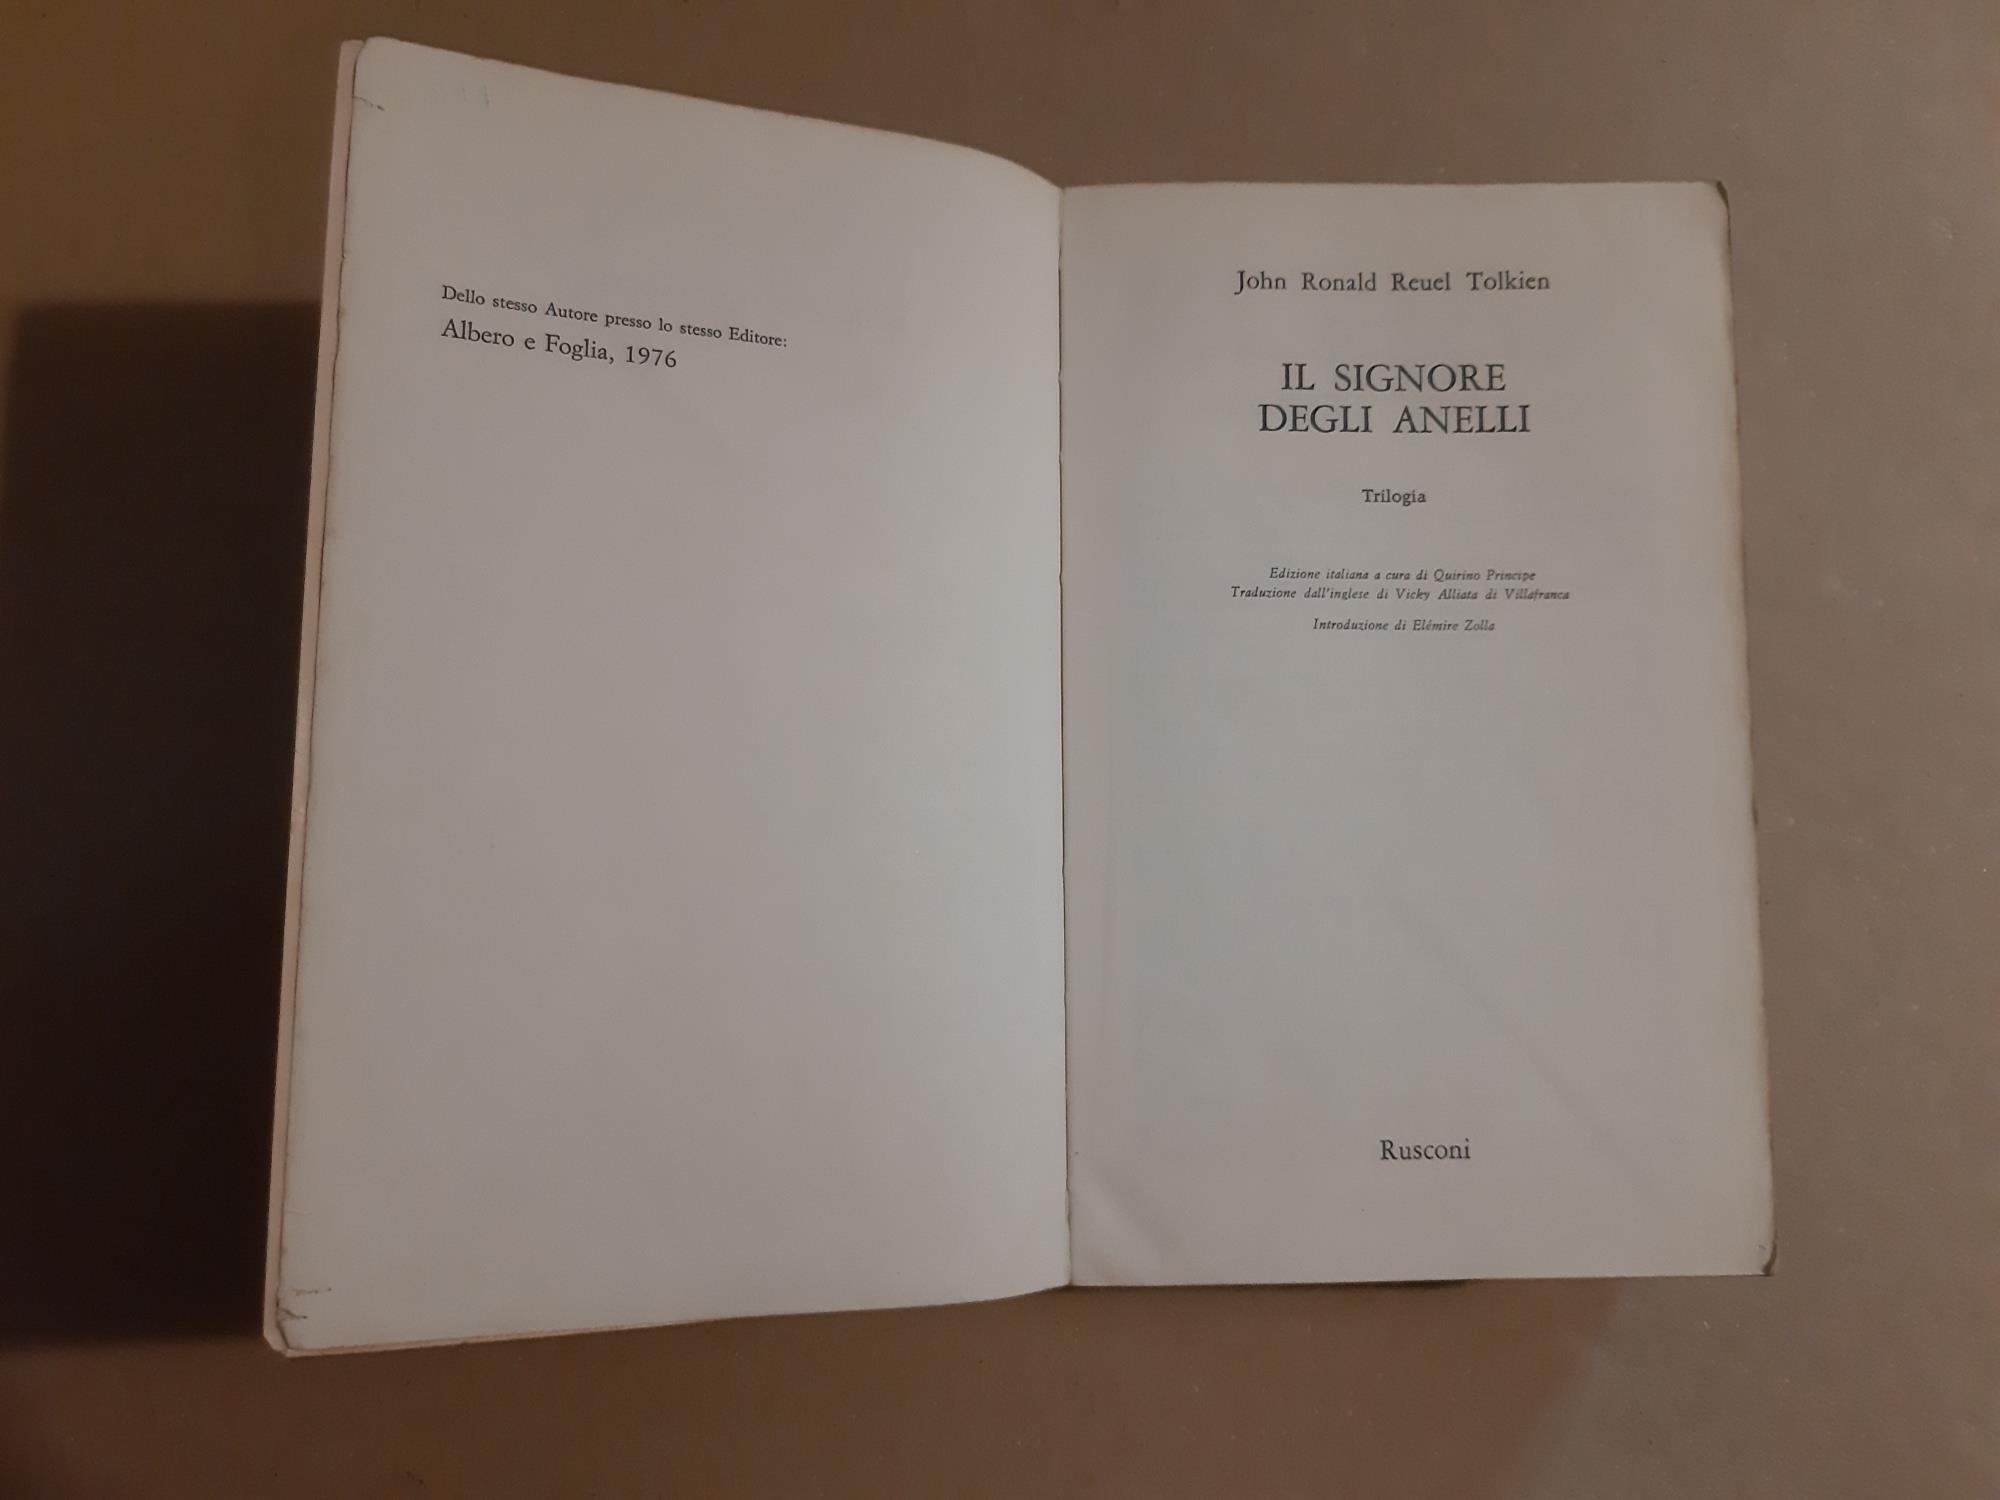 Dello stesso Autore presso lo stesso Editore:
Albero e Foglia, 1976
John Ronald Reuel Tolkien
IL SIGNORE
DEGLI ANELLI
Trilogia
Edizione italiana a cura di Quirino Principe
Traduzione dall'inglese di Vicky Alliata di Villafranca
Introduzione di Elémire Zolla
Rusconi